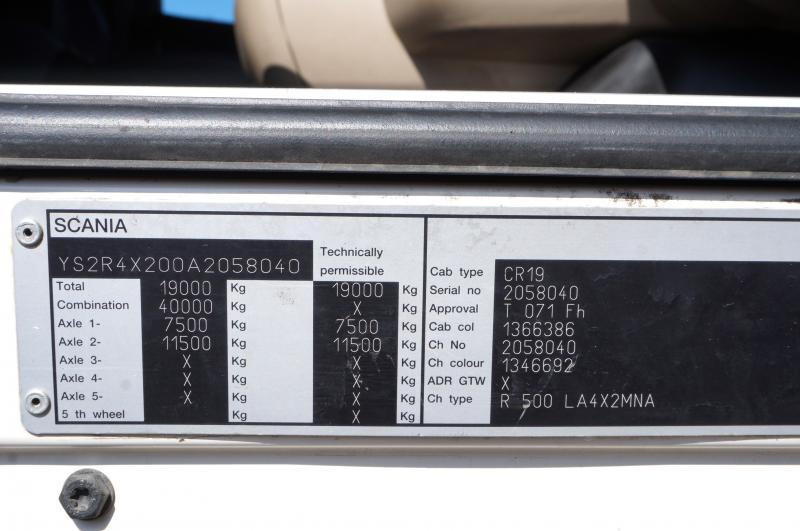 SCANIA
YS2R4X200A2058040
Technically
permissible
Total 19000 Kg 19000 Kg
Combination 40000 Kg X Kg
Axle 1- 7500 Kg 7500 Kg
Axle 2- 11500 Kg 11500 Kg
Axle 3- X Kg X Kg
Axle 4- X Kg X Kg
Axle 5- X Kg X Kg
5 th wheel Kg X Kg
Cab type CR19
Serial no 2058040
Approval T 071 Fh
Cab col 1366386
Ch No 2058040
Ch colour 1346692
ADR GTW X
Ch type R 500 LA4X2MNA